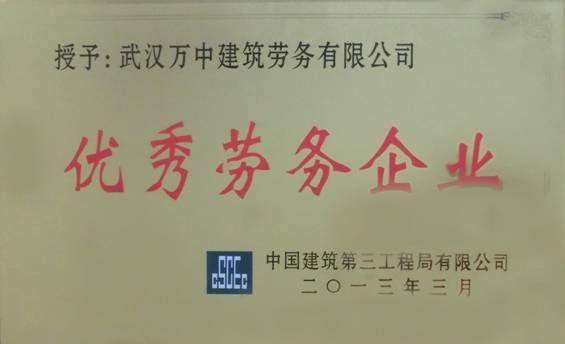 授予：武汉万中建筑劳务有限公司
优秀劳务企业
CSCEC
中国建筑第三工程局有限公司
二〇一三年三月